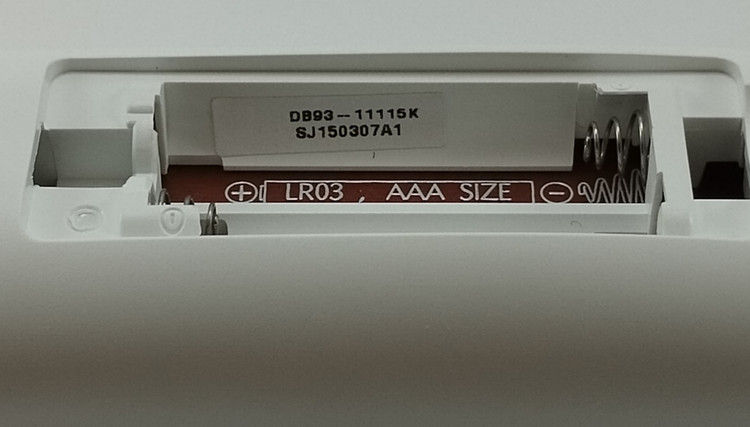 DB93--11115K
SJ150307A1
+ LR03 , AAA SIZE -